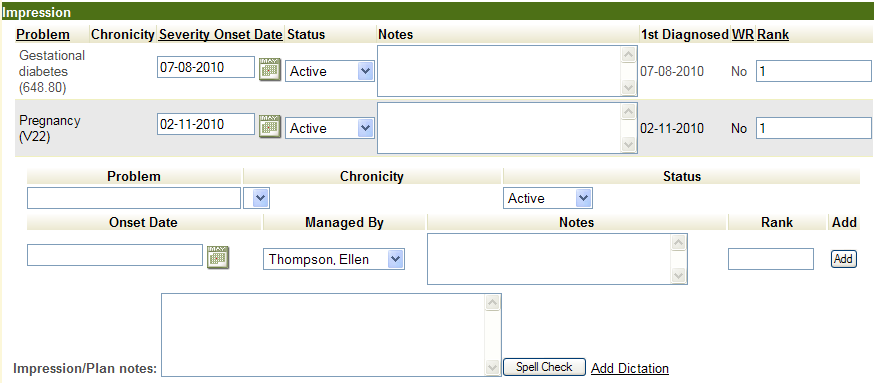 Impression
Problem Chronicity Severity Onset Date Status Notes 1st Diagnosed WR Rank
Gestational
diabetes
(648.80)
07-08-2010 MAY Active 07-08-2010 No 1
Pregnancy
(V22)
02-11-2010 MAY Active 02-11-2010 No 1
Problem Chronicity Status
Active
Onset Date Managed By Notes Rank Add
MAY Thompson, Ellen Add
Impression/Plan notes: Spell Check Add Dictation